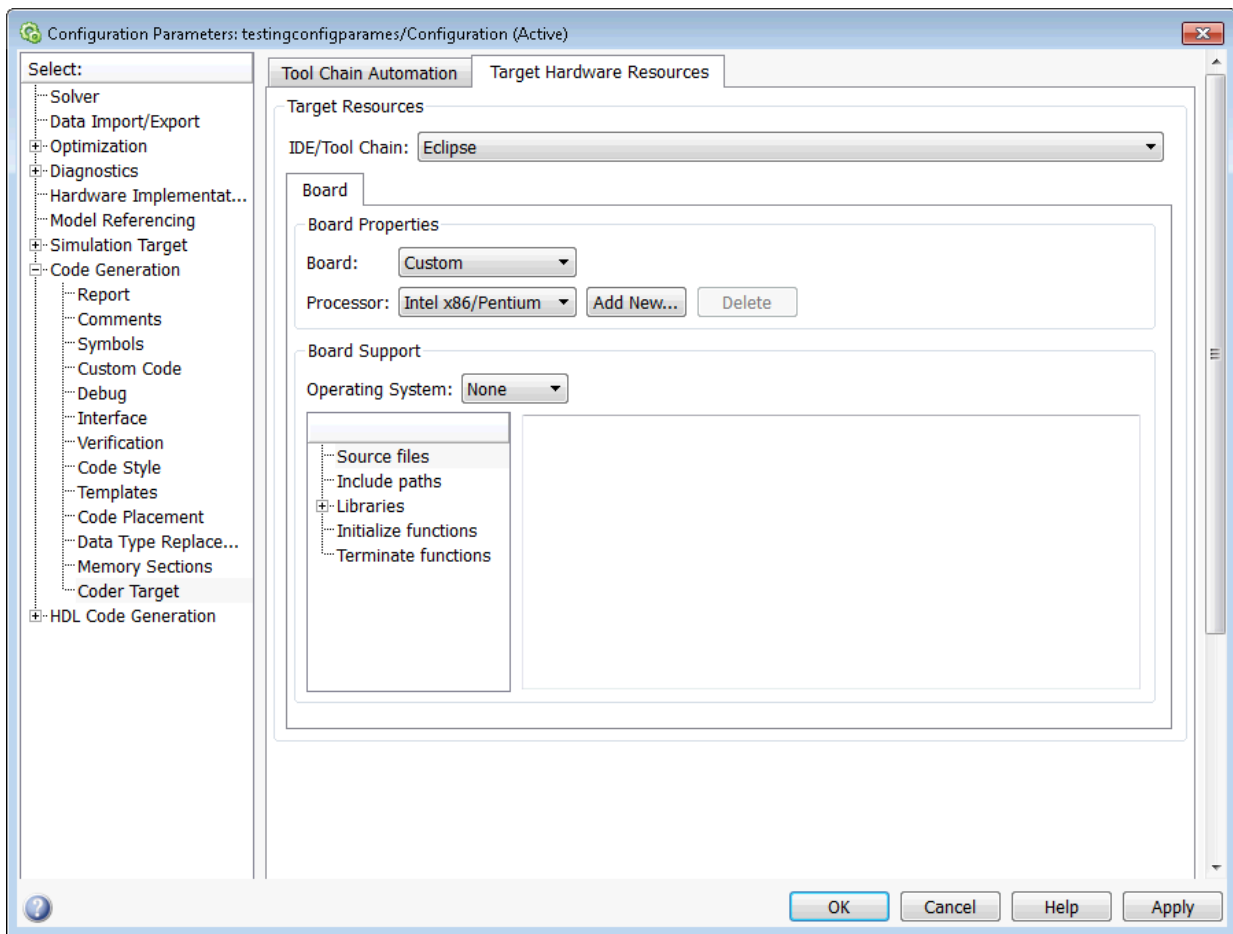 Configuration Parameters: testingconfigparames/Configuration (Active)
Select:
Solver
Data Import/Export
Optimization
Diagnostics
Hardware Implementat...
Model Referencing
Simulation Target
Code Generation
Report
Comments
Symbols
Custom Code
Debug
Interface
Verification
Code Style
Templates
Code Placement
Data Type Replace...
Memory Sections
Coder Target
HDL Code Generation
Tool Chain Automation
Target Hardware Resources
Target Resources
IDE/Tool Chain: Eclipse
Board
Board Properties
Board: Custom
Processor: Intel x86/Pentium Add New... Delete
Board Support
Operating System: None
Source files
Include paths
Libraries
Initialize functions
Terminate functions
OK Cancel Help Apply